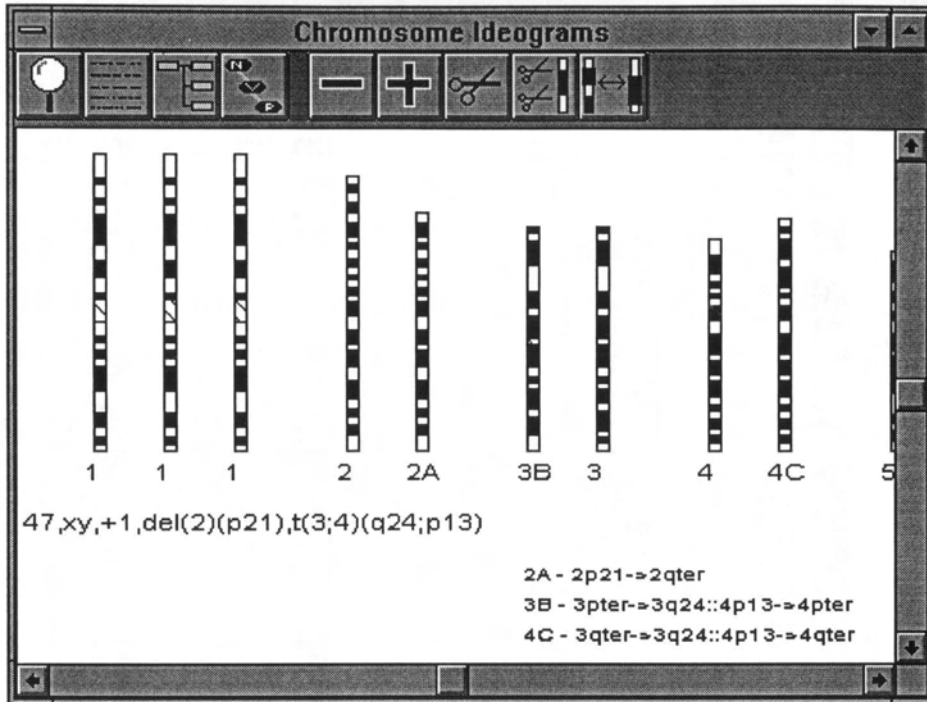 Chromosome Ideograms
N
V
P
1 1 1 2 2A 3B 3 4 4C 5
47,xy,+1,del(2)(p21),t(3;4)(q24;p13)
2A - 2p21->2qter
3B - 3pter->3q24::4p13->4pter
4C - 3qter->3q24::4p13->4qter